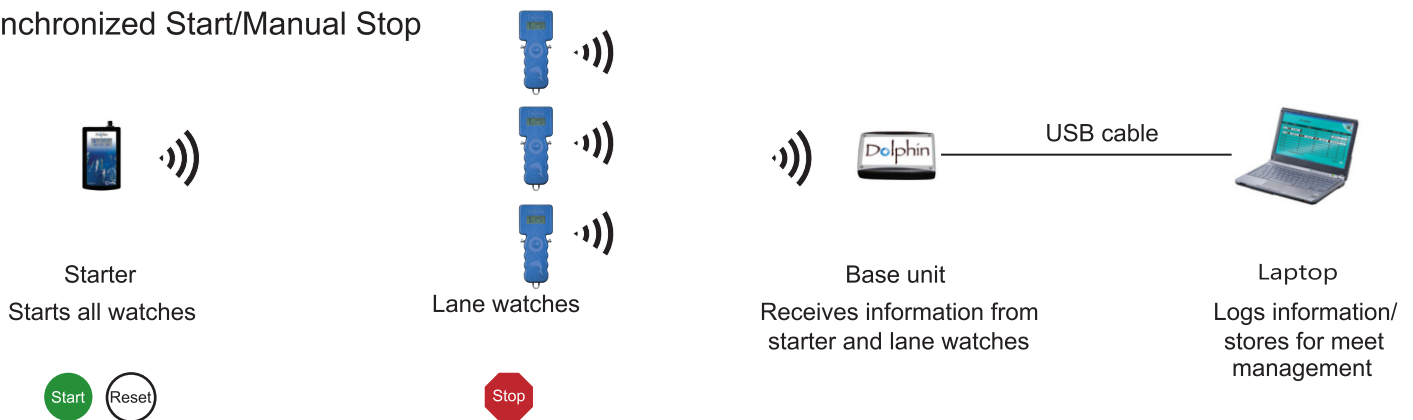 nchronized Start/Manual Stop
Dolphin
USB cable
Starter
Starts all watches
Lane watches
Base unit
Receives information from
starter and lane watches
Laptop
Logs information/
stores for meet
management
Start
Reset
Stop